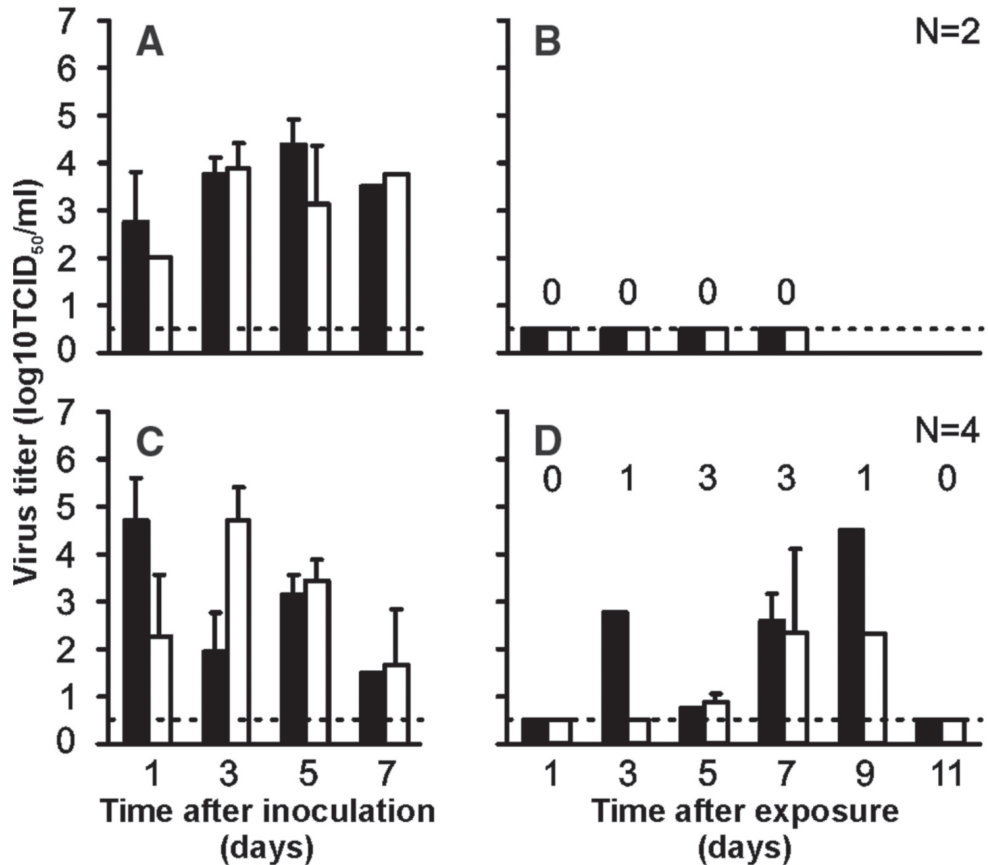 Virus titer (log10TCID50/ml)
A
7
6
5
4
3
2
1
0
B
N=2
0 0 0 0
C
7
6
5
4
3
2
1
0
1 3 5 7
Time after inoculation
(days)
D
N=4
0 1 3 3 1 0
1 3 5 7 9 11
Time after exposure
(days)